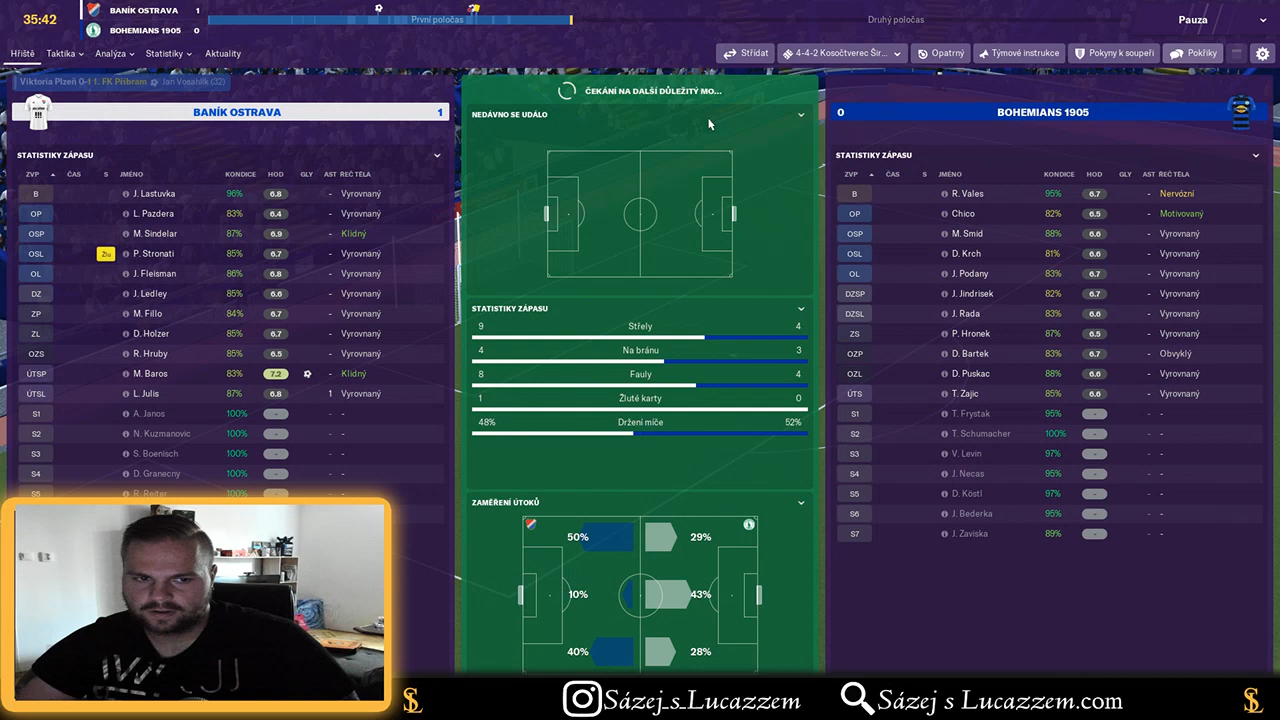 35:42
BANÍK OSTRAVA 1
BOHEMIANS 1905 0
První poločas
Druhý poločas
Pauza
Hřiště Taktika Analýza Statistiky Aktuality
Střídat 4-4-2 Kosočtverec Šir... Opatrný Týmové instrukce Pokyny k soupeři Pokřiky
Viktoria Plzeň 0-1 1. FK Příbram Jan Vosahlik (32)
BANÍK OSTRAVA 1
STATISTIKY ZÁPASU
ZVP ČAS S JMÉNO KONDICE HOD GLY AST REČ TĚLA
B J. Lastuvka 96% 6.8 - Vyrovnaný
OP L. Pazdera 83% 6.4 - Vyrovnaný
OSP M. Sindelar 87% 6.9 - Klidný
OSL Žlu P. Stronati 85% 6.7 - Vyrovnaný
OL J. Fleisman 86% 6.8 - Vyrovnaný
DZ J. Ledley 85% 6.6 - Vyrovnaný
ZP M. Fillo 84% 6.7 - Vyrovnaný
ZL D. Holzer 85% 6.7 - Vyrovnaný
OZS R. Hruby 85% 6.5 - Vyrovnaný
ÚTSP M. Baros 83% 7.2 - Klidný
ÚTSL L. Julis 87% 6.8 1 Vyrovnaný
S1 A. Janos 100% - - -
S2 N. Kuzmanovic 100% - - -
S3 S. Boenisch 100% - - -
S4 D. Granecny 100% - - -
S5 R. Reiter 100% - - -
ČEKÁNÍ NA DALŠÍ DŮLEŽITÝ MO...
NEDÁVNO SE UDÁLO
STATISTIKY ZÁPASU
9 Střely 4
4 Na bránu 3
8 Fauly 4
1 Žluté karty 0
48% Držení míče 52%
ZAMĚŘENÍ ÚTOKŮ
50% 29%
10% 43%
40% 28%
0 BOHEMIANS 1905
STATISTIKY ZÁPASU
ZVP ČAS S JMÉNO KONDICE HOD GLY AST REČ TĚLA
B R. Vales 95% 6.7 - Nervózní
OP Chico 82% 6.5 - Motivovaný
OSP M. Smid 88% 6.6 - Vyrovnaný
OSL D. Krch 81% 6.6 - Vyrovnaný
OL J. Podany 83% 6.7 - Vyrovnaný
DZSP J. Jindrisek 82% 6.7 - Vyrovnaný
DZSL J. Rada 83% 6.6 - Vyrovnaný
ZS P. Hronek 87% 6.5 - Vyrovnaný
OZP D. Bartek 83% 6.7 - Obvyklý
OZL D. Puskac 88% 6.6 - Vyrovnaný
ÚTS T. Zajic 85% 6.6 - Vyrovnaný
S1 T. Frystak 95% - - -
S2 T. Schumacher 100% - - -
S3 V. Levin 97% - - -
S4 J. Necas 95% - - -
S5 D. Köstl 97% - - -
S6 J. Bederka 95% - - -
S7 J. Zaviska 89% - - -
Sázej_s_Lucazzem
Sázej s Lucazzem.com